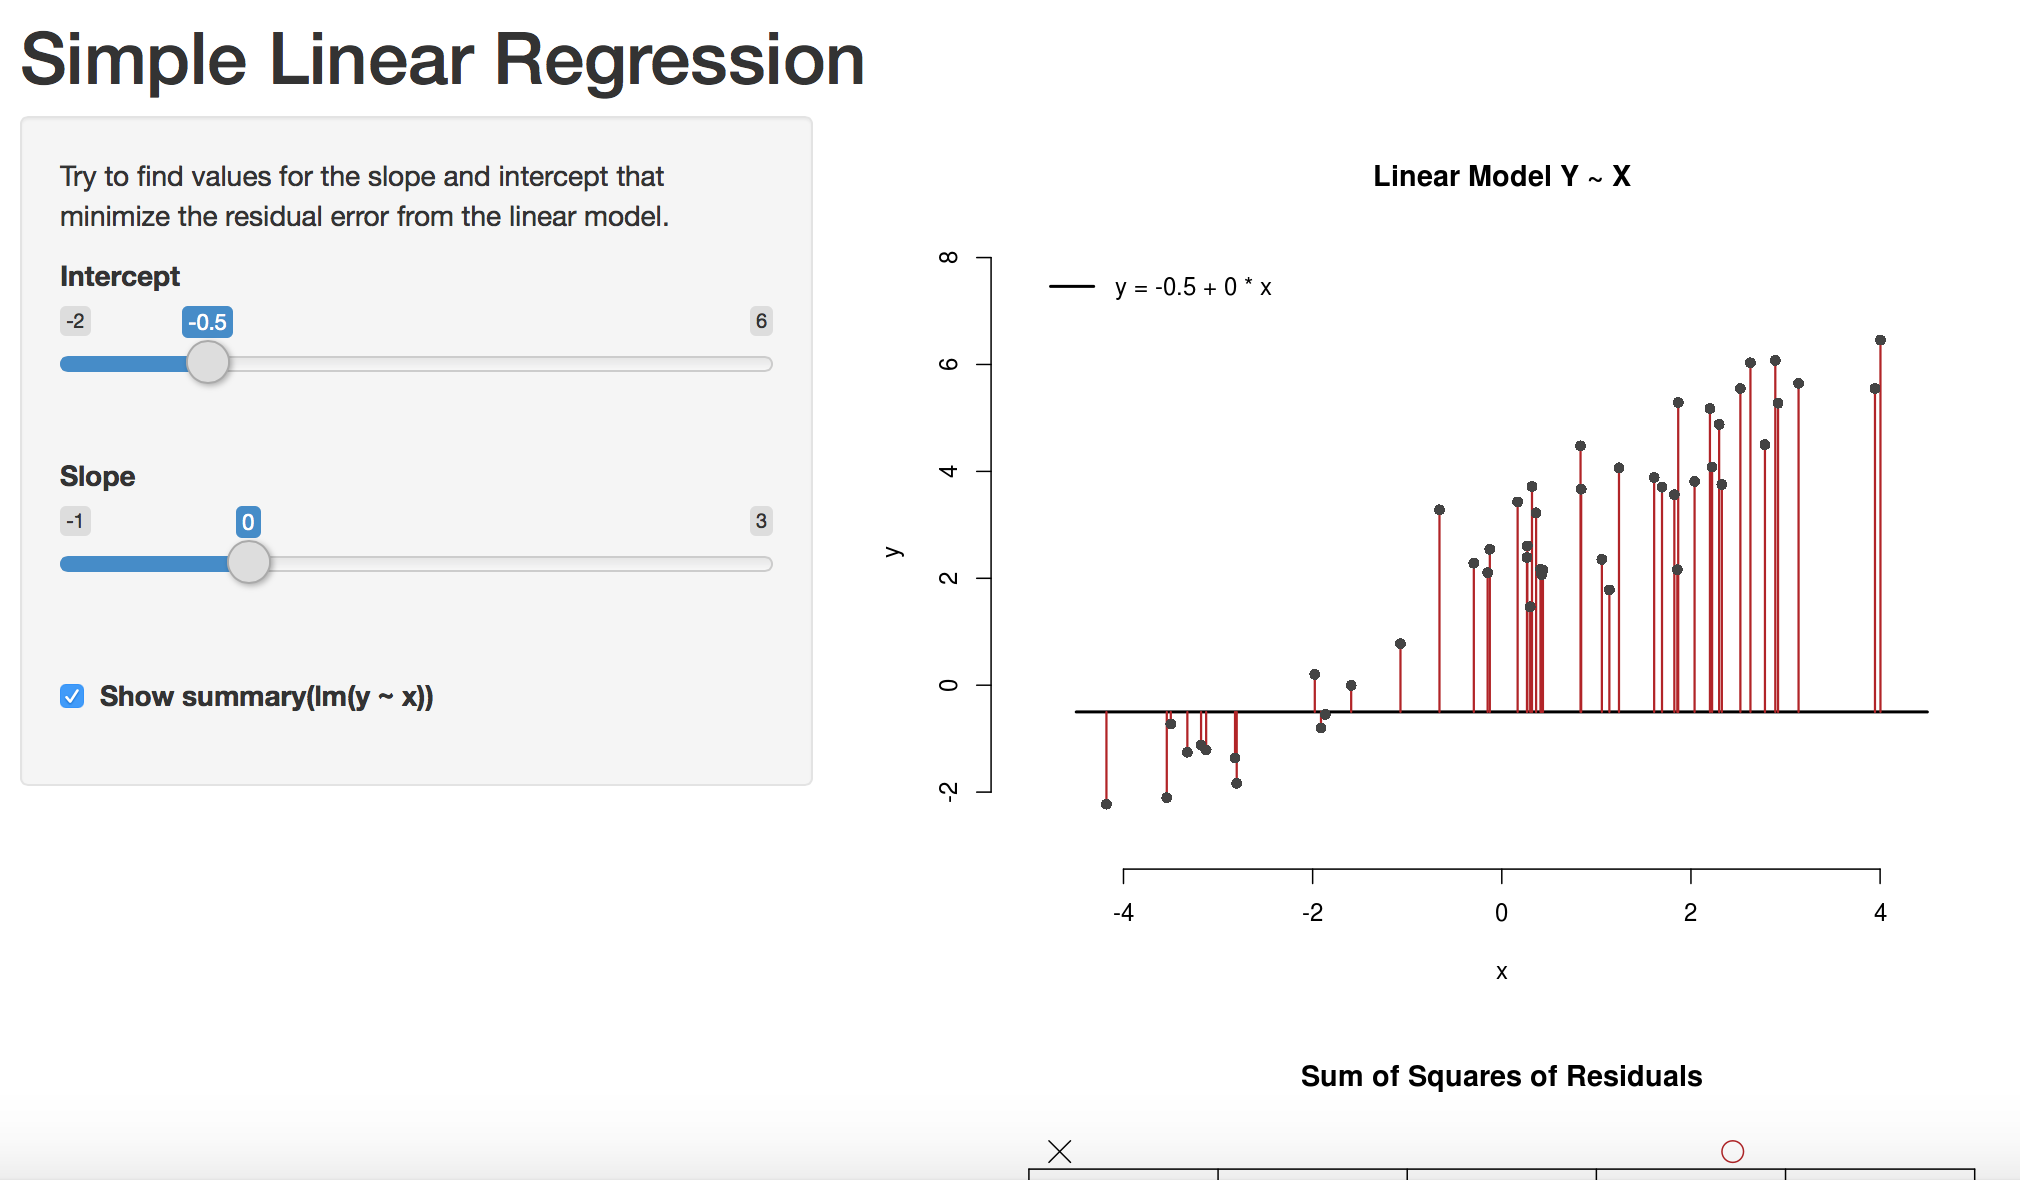 Simple Linear Regression
Try to find values for the slope and intercept that
minimize the residual error from the linear model.
Intercept
-2
-0.5
6
Slope
-1
0
3
Show summary(lm(y ~ x))
Linear Model Y ~ X
y = -0.5 + 0 * x
8
6
4
2
0
-2
y
-4 -2 0 2 4
x
Sum of Squares of Residuals